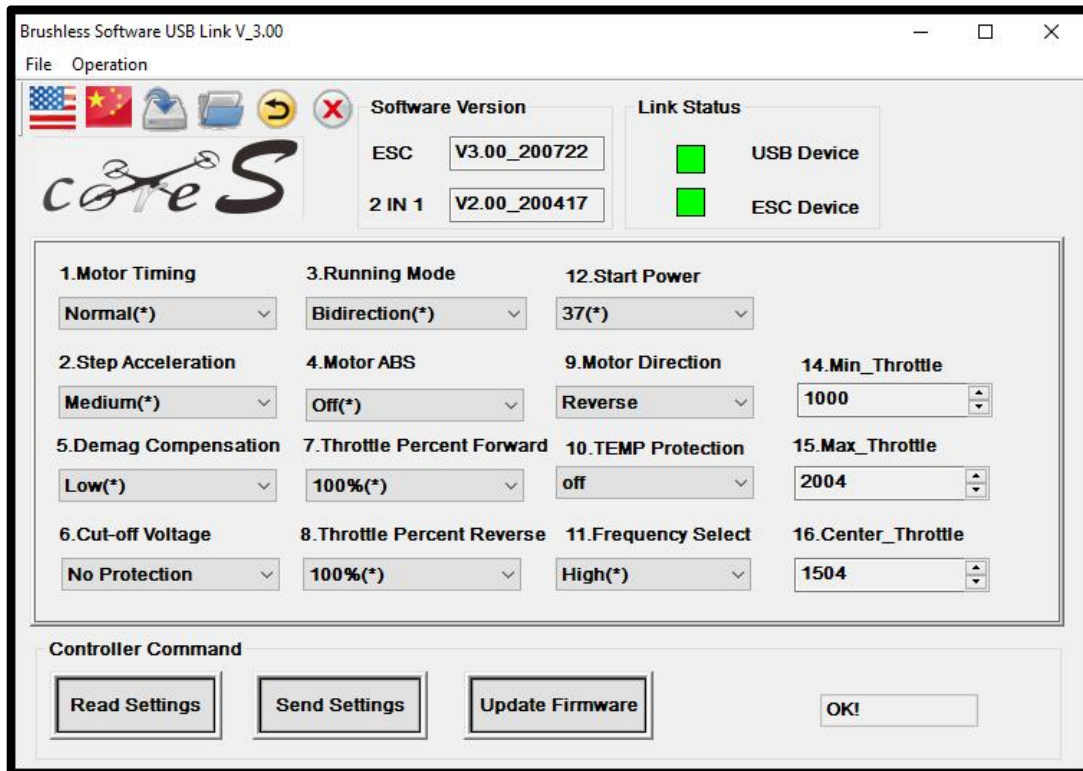 Brushless Software USB Link V_3.00
File Operation
Software Version
Link Status
core S
ESC V3.00_200722
USB Device
2 IN 1 V2.00_200417
ESC Device
1.Motor Timing 3.Running Mode 12.Start Power
Normal(*) Bidirection(*) 37(*)
2.Step Acceleration 4.Motor ABS 9.Motor Direction 14.Min_Throttle
Medium(*) Off(*) Reverse 1000
5.Demag Compensation 7.Throttle Percent Forward 10.TEMP Protection 15.Max_Throttle
Low(*) 100%(*) off 2004
6.Cut-off Voltage 8.Throttle Percent Reverse 11.Frequency Select 16.Center_Throttle
No Protection 100%(*) High(*) 1504
Controller Command
Read Settings Send Settings Update Firmware OK!